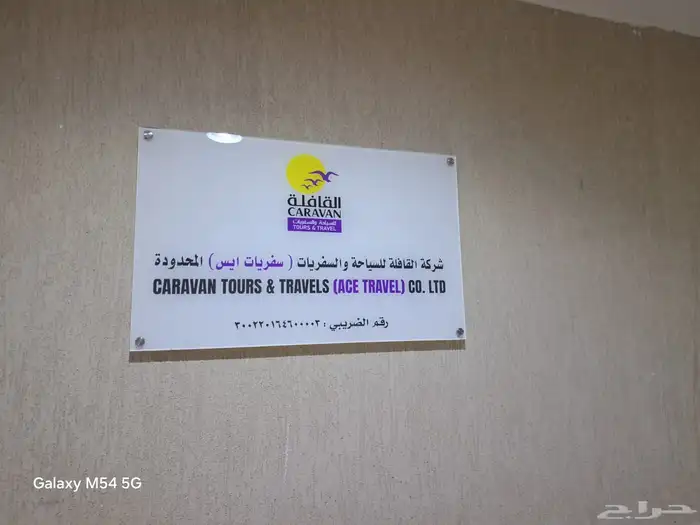 القافلة
CARAVAN
للسياحة والسفريات
TOURS & TRAVEL
شركة القافلة للسياحة والسفريات ( سفريات ايس ) المحدودة
CARAVAN TOURS & TRAVELS (ACE TRAVEL) CO. LTD
رقم الضريبي : ٣٠٠٢٢٠١٦٤٦٠٠٠٠٣
Galaxy M54 5G
حراج